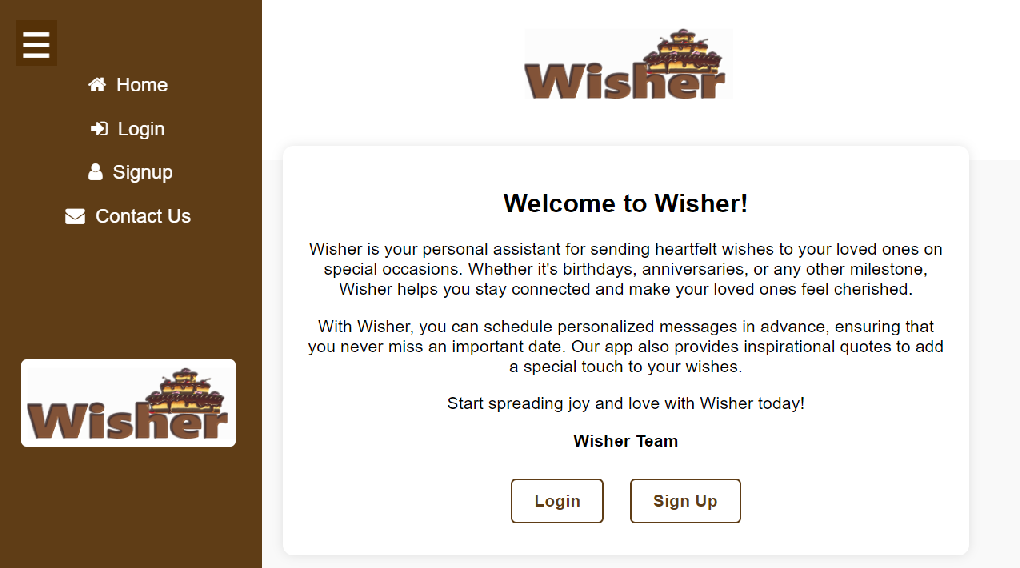 Home
Login
Signup
Contact Us
Wisher
Wisher
Welcome to Wisher!
Wisher is your personal assistant for sending heartfelt wishes to your loved ones on
special occasions. Whether it's birthdays, anniversaries, or any other milestone,
Wisher helps you stay connected and make your loved ones feel cherished.
With Wisher, you can schedule personalized messages in advance, ensuring that
you never miss an important date. Our app also provides inspirational quotes to add
a special touch to your wishes.
Start spreading joy and love with Wisher today!
Wisher Team
Login
Sign Up